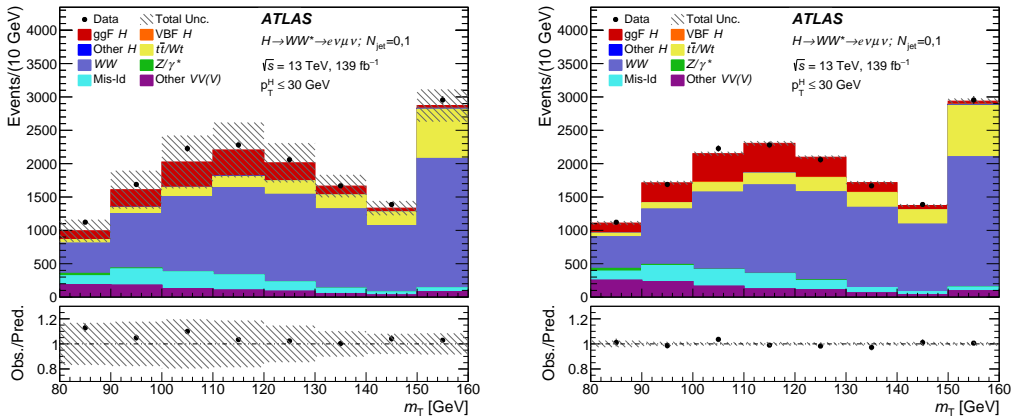 ATLAS
H→WW*→eνμν; N_jet=0,1
√s = 13 TeV, 139 fb⁻¹
p_T^H ≤ 30 GeV
Data
Total Unc.
ggF H
VBF H
Other H
tt̄/Wt
WW
Z/γ*
Mis-Id
Other VV(V)
Events/(10 GeV)
4000
3500
3000
2500
2000
1500
1000
500
0
Obs./Pred.
1.2
1.0
0.8
80 90 100 110 120 130 140 150 160
m_T [GeV]
ATLAS
H→WW*→eνμν; N_jet=0,1
√s = 13 TeV, 139 fb⁻¹
p_T^H ≤ 30 GeV
Data
Total Unc.
ggF H
VBF H
Other H
tt̄/Wt
WW
Z/γ*
Mis-Id
Other VV(V)
Events/(10 GeV)
4000
3500
3000
2500
2000
1500
1000
500
0
Obs./Pred.
1.2
1.0
0.8
80 90 100 110 120 130 140 150 160
m_T [GeV]